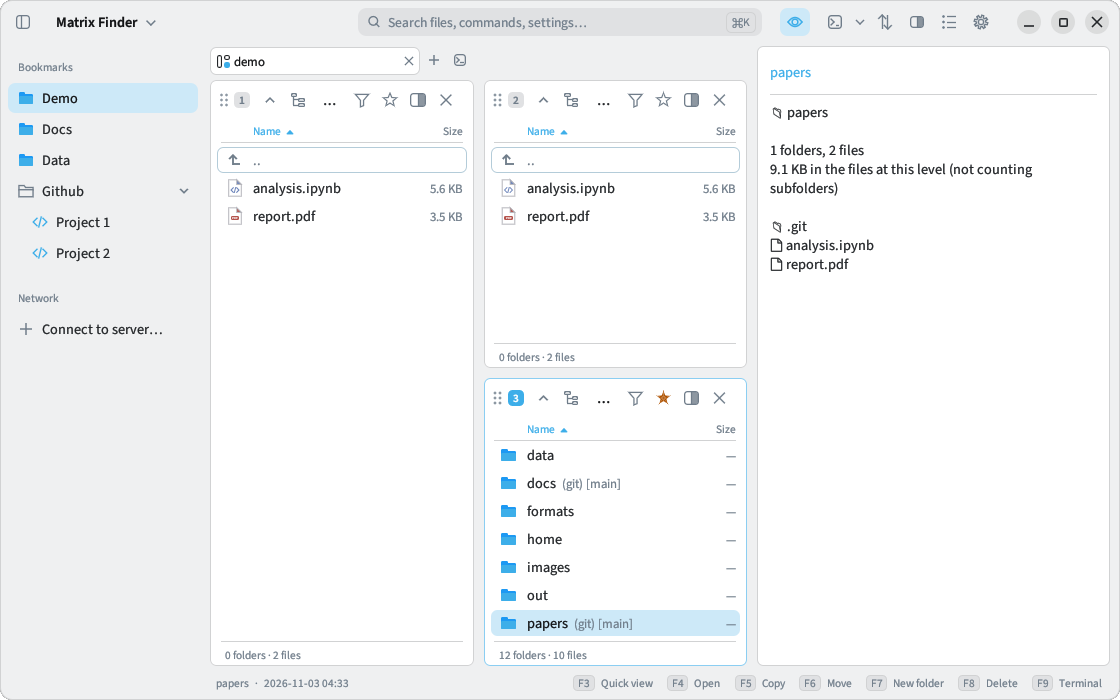 Matrix Finder
Search files, commands, settings…
⌘K
Bookmarks
Demo
Docs
Data
Github
Project 1
Project 2
Network
Connect to server…
demo
1
...
Name
Size
..
analysis.ipynb
5.6 KB
report.pdf
3.5 KB
0 folders · 2 files
2
...
Name
Size
..
analysis.ipynb
5.6 KB
report.pdf
3.5 KB
0 folders · 2 files
3
...
Name
Size
data —
docs (git) [main] —
formats —
home —
images —
out —
papers (git) [main] —
12 folders · 10 files
papers
papers
1 folders, 2 files
9.1 KB in the files at this level (not counting
subfolders)
.git
analysis.ipynb
report.pdf
papers · 2026-11-03 04:33
F3 Quick view F4 Open F5 Copy F6 Move F7 New folder F8 Delete F9 Terminal